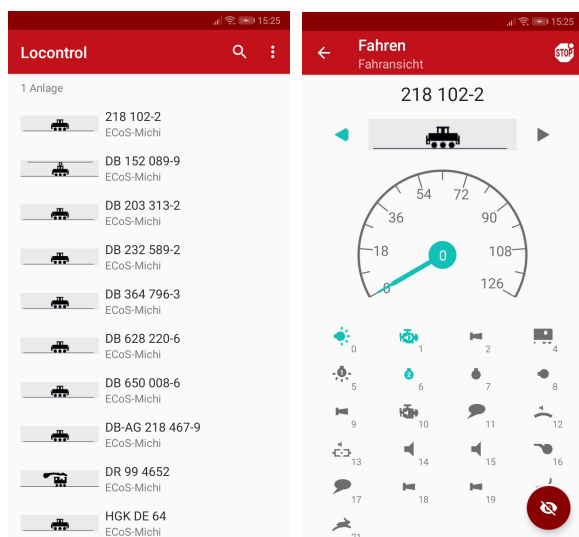 15:25
Locontrol
1 Anlage
218 102-2
ECoS-Michi
DB 152 089-9
ECoS-Michi
DB 203 313-2
ECoS-Michi
DB 232 589-2
ECoS-Michi
DB 364 796-3
ECoS-Michi
DB 628 220-6
ECoS-Michi
DB 650 008-6
ECoS-Michi
DB-AG 218 467-9
ECoS-Michi
DR 99 4652
ECoS-Michi
HGK DE 64
ECoS-Michi
15:25
Fahren
Fahransicht
STOP
218 102-2
54 72
36 90
18 0 108
0 126
0 1 2 4
1 5 2 6 7 8
9 10 11 12
13 14 15 16
17 18 19
21